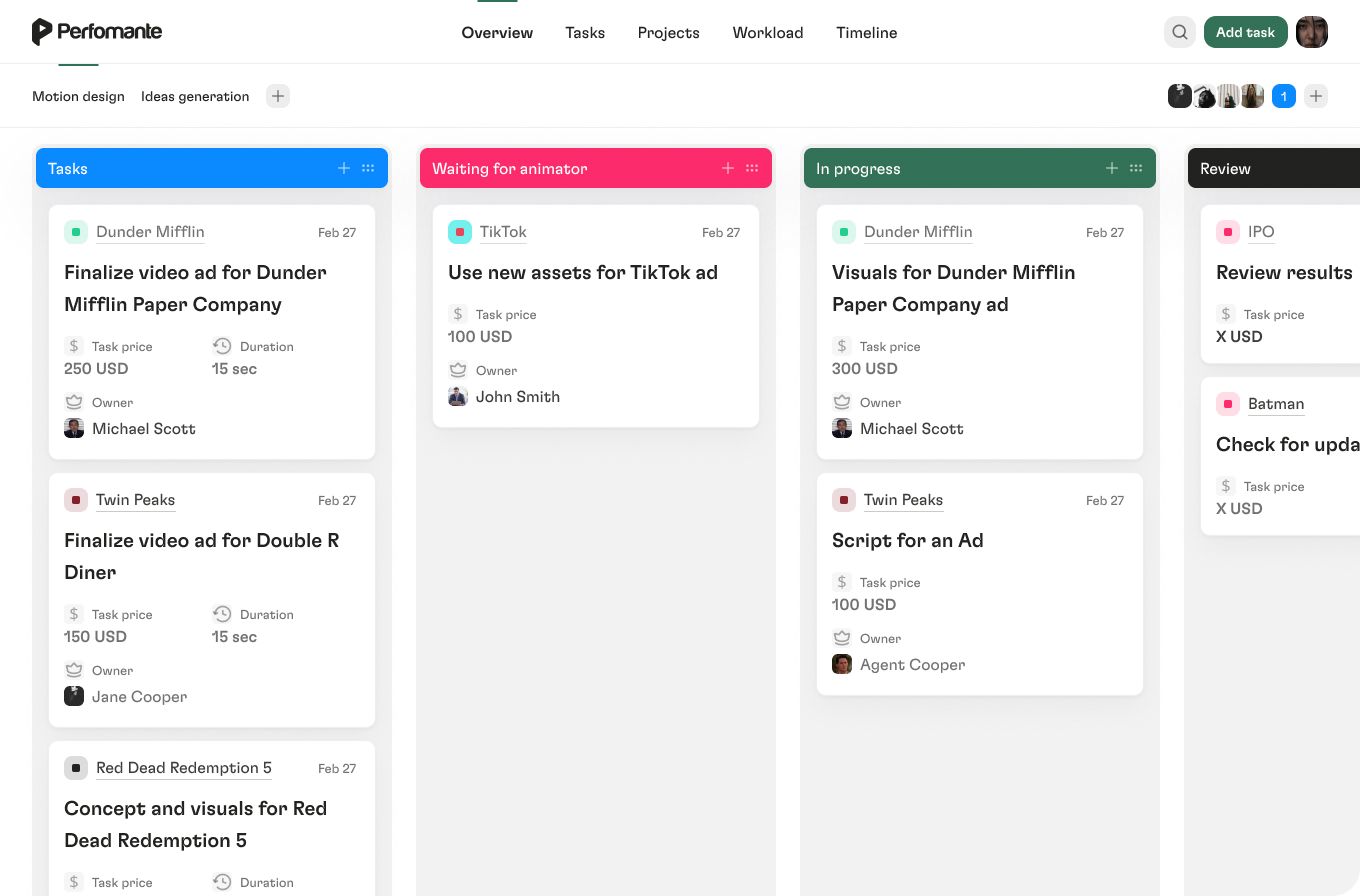 Perfomante
Overview
Tasks
Projects
Workload
Timeline
Add task
Motion design
Ideas generation
1
Tasks
Dunder Mifflin
Feb 27
Finalize video ad for Dunder
Mifflin Paper Company
$ Task price
Duration
250 USD
15 sec
Owner
Michael Scott
Twin Peaks
Feb 27
Finalize video ad for Double R
Diner
$ Task price
Duration
150 USD
15 sec
Owner
Jane Cooper
Red Dead Redemption 5
Feb 27
Concept and visuals for Red
Dead Redemption 5
$ Task price
Duration
Waiting for animator
TikTok
Feb 27
Use new assets for TikTok ad
$ Task price
100 USD
Owner
John Smith
In progress
Dunder Mifflin
Feb 27
Visuals for Dunder Mifflin
Paper Company ad
$ Task price
300 USD
Owner
Michael Scott
Twin Peaks
Feb 27
Script for an Ad
$ Task price
100 USD
Owner
Agent Cooper
Review
IPO
Review results
$ Task price
X USD
Batman
Check for upda
$ Task price
X USD